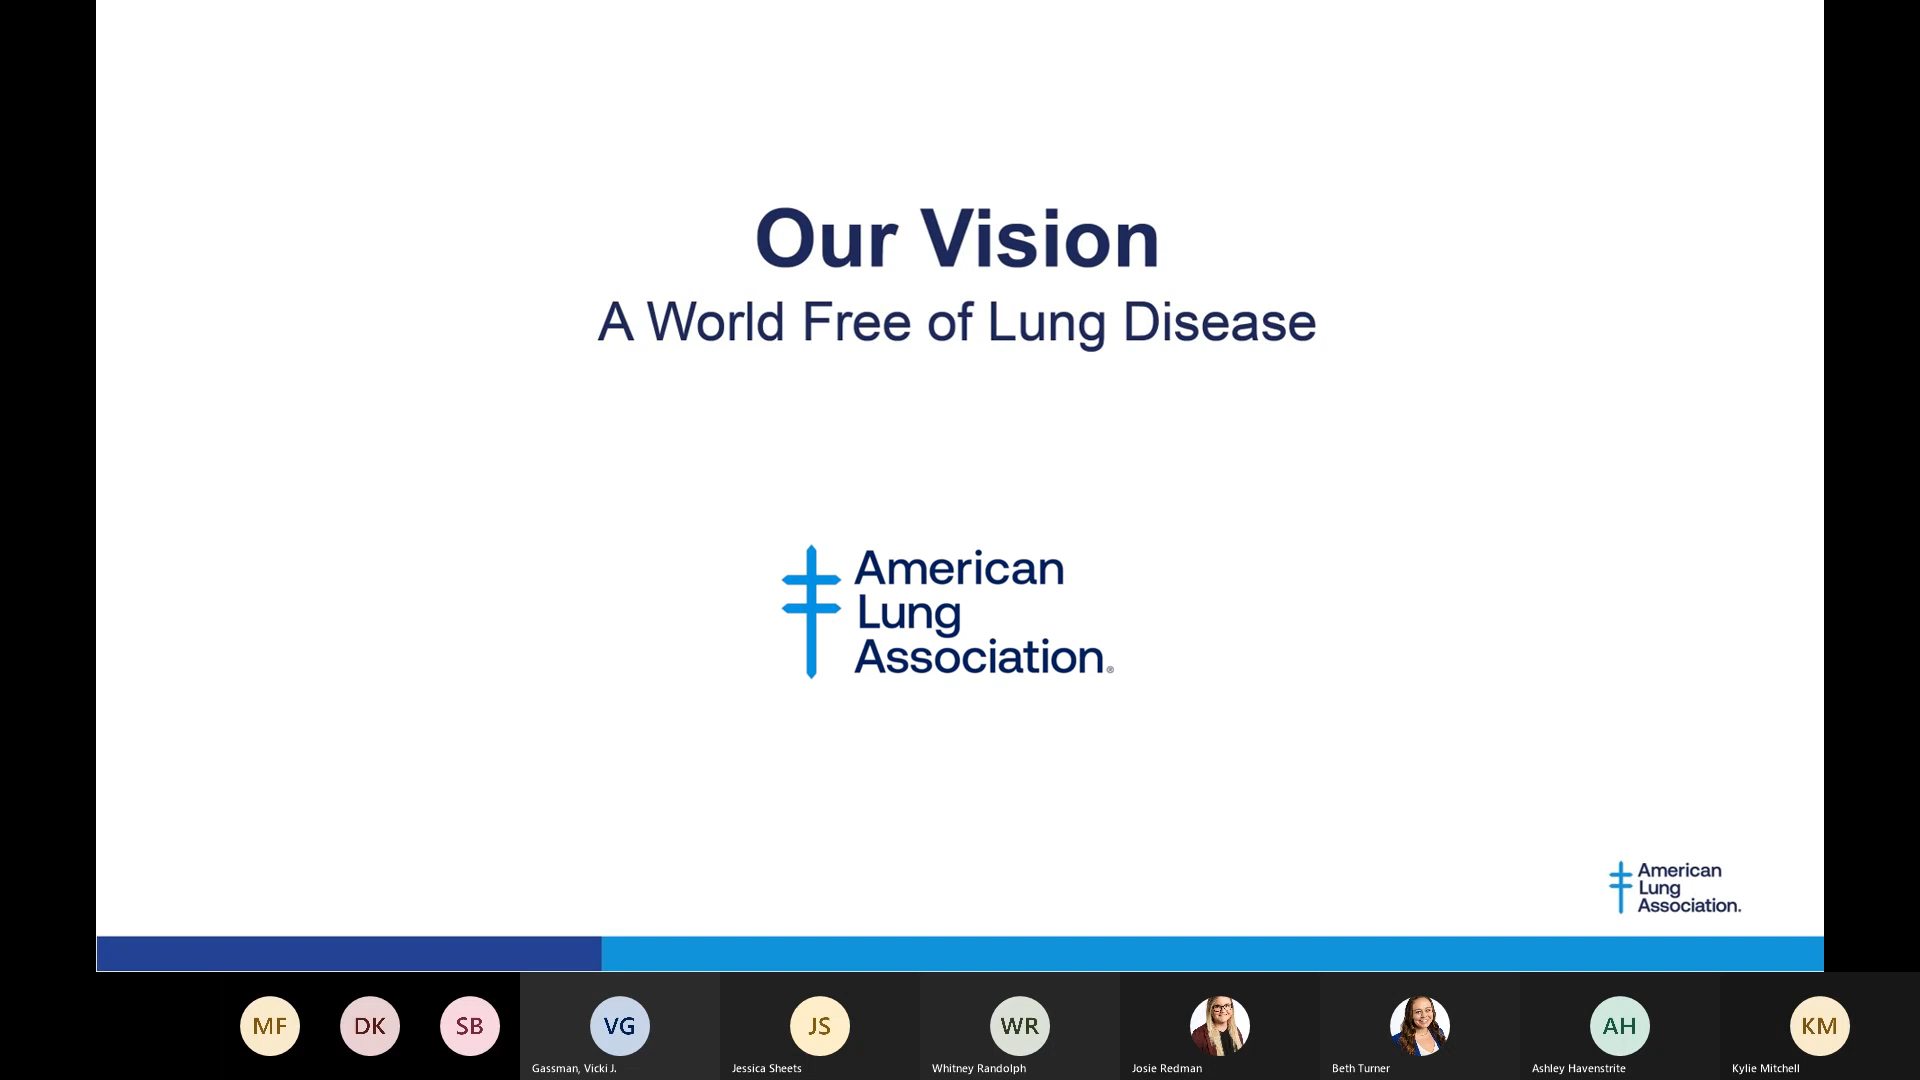 Our Vision
A World Free of Lung Disease
American
Lung
Association.®
American
Lung
Association.
MF
DK
SB
VG
JS
WR
AH
KM
Gassman, Vicki J.
Jessica Sheets
Whitney Randolph
Josie Redman
Beth Turner
Ashley Havenstrite
Kylie Mitchell